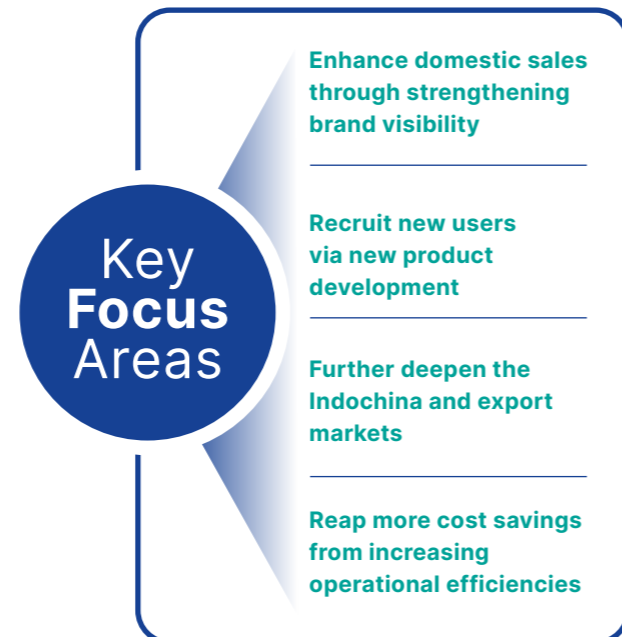 Key
Focus
Areas
Enhance domestic sales
through strengthening
brand visibility
Recruit new users
via new product
development
Further deepen the
Indochina and export
markets
Reap more cost savings
from increasing
operational efficiencies